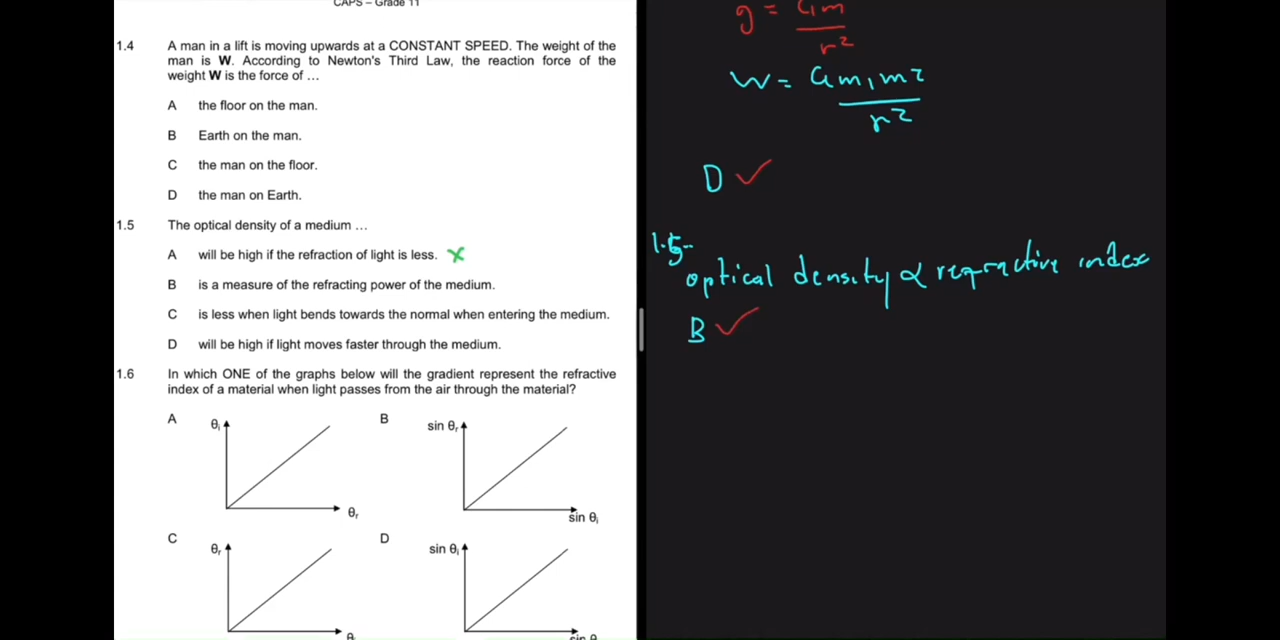 CAPS – Grade 11
1.4 A man in a lift is moving upwards at a CONSTANT SPEED. The weight of the
man is W. According to Newton's Third Law, the reaction force of the
weight W is the force of …
A the floor on the man.
B Earth on the man.
C the man on the floor.
D the man on Earth.
1.5 The optical density of a medium …
A will be high if the refraction of light is less. X
B is a measure of the refracting power of the medium.
C is less when light bends towards the normal when entering the medium.
D will be high if light moves faster through the medium.
1.6 In which ONE of the graphs below will the gradient represent the refractive
index of a material when light passes from the air through the material?
A θi θr
B sin θr sin θi
C θr θ
D sin θi sin θ
g = Gm
r²
W = Gm₁m²
r²
D ✓
1.5-
optical density ∝ refractive index
B ✓